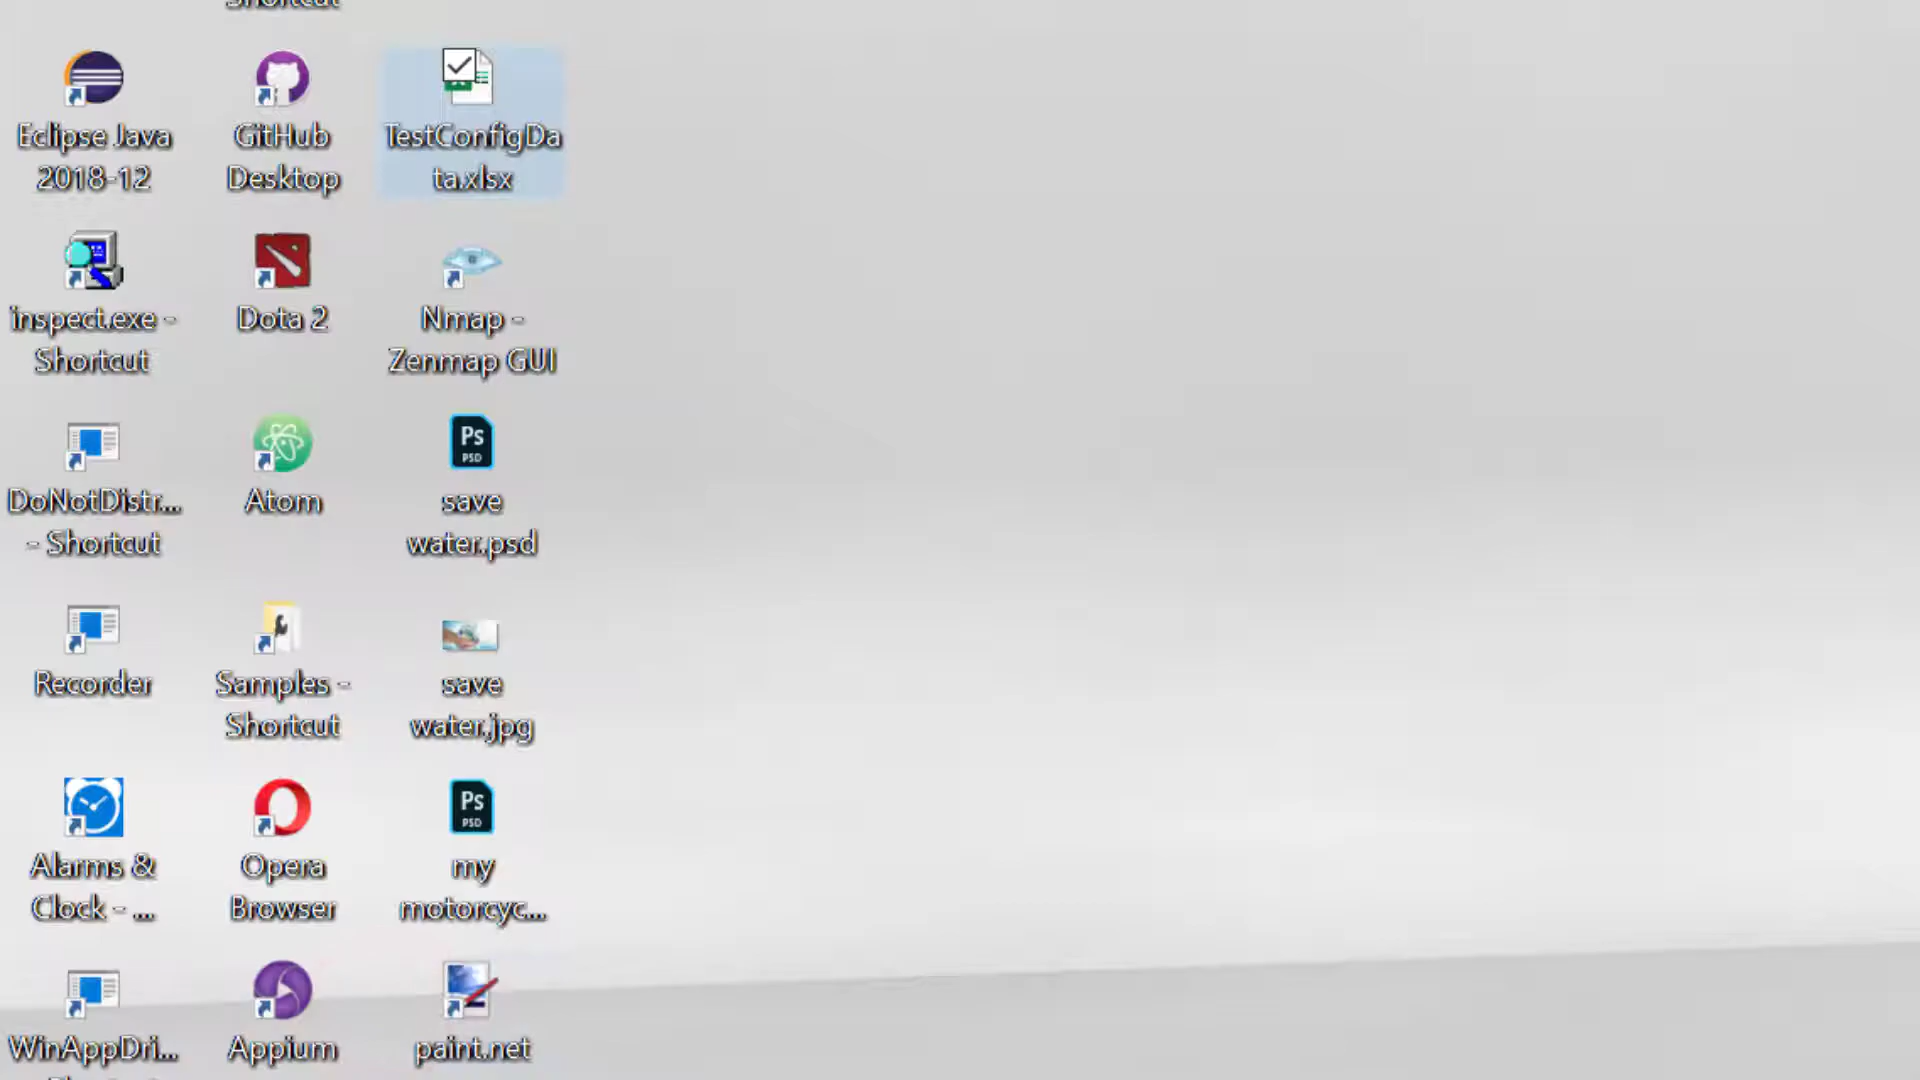 Shortcut
Eclipse Java
2018-12
GitHub
Desktop
TestConfigDa
ta.xlsx
inspect.exe -
Shortcut
Dota 2
Nmap -
Zenmap GUI
DoNotDistr...
- Shortcut
Atom
Ps
PSD
save
water.psd
Recorder
Samples -
Shortcut
save
water.jpg
Alarms &
Clock - ...
Opera
Browser
Ps
PSD
my
motorcyc...
WinAppDri...
Appium
paint.net